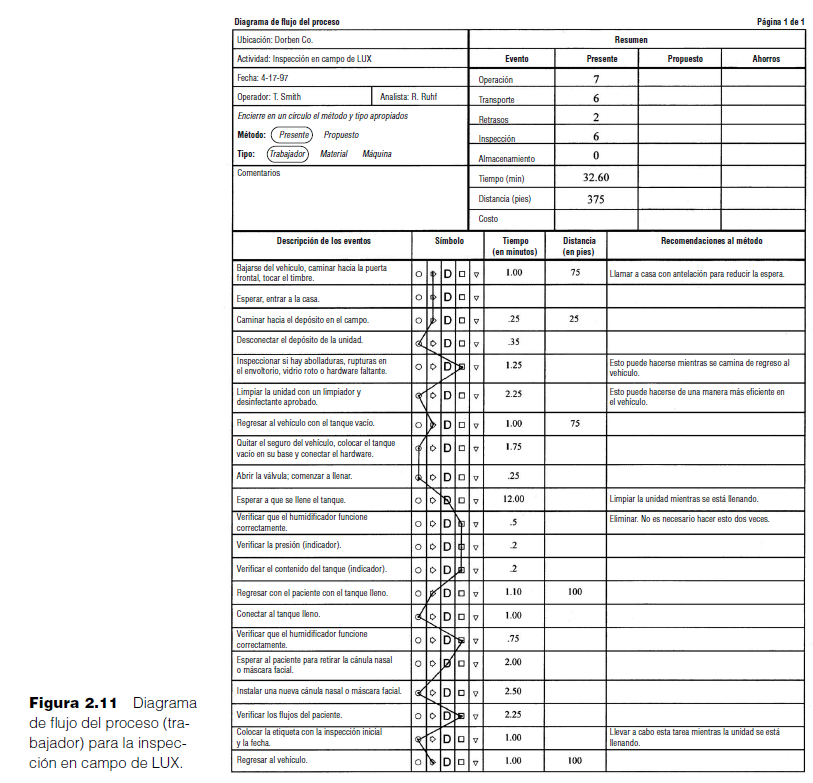 Diagrama de flujo del proceso Página 1 de 1
Ubicación: Dorben Co. Resumen
Actividad: Inspección en campo de LUX Evento Presente Propuesto Ahorros
Fecha: 4-17-97 Operación 7
Operador: T. Smith Analista: R. Ruhf Transporte 6
Encierre en un círculo el método y tipo apropiados Retrasos 2
Método: Presente Propuesto Inspección 6
Tipo: Trabajador Material Máquina Almacenamiento 0
Comentarios Tiempo (min) 32.60
Distancia (pies) 375
Costo
Descripción de los eventos Símbolo Tiempo Distancia Recomendaciones al método
(en minutos) (en pies)
Bajarse del vehículo, caminar hacia la puerta
frontal, tocar el timbre. D 1.00 75 Llamar a casa con antelación para reducir la espera.
Esperar, entrar a la casa. D
Caminar hacia el depósito en el campo. D .25 25
Desconectar el depósito de la unidad. D .35
Inspeccionar si hay abolladuras, rupturas en Esto puede hacerse mientras se camina de regreso al
el envoltorio, vidrio roto o hardware faltante. D 1.25 vehículo.
Limpiar la unidad con un limpiador y Esto puede hacerse de una manera más eficiente en
desinfectante aprobado. D 2.25 el vehículo.
Regresar al vehículo con el tanque vacío. D 1.00 75
Quitar el seguro del vehículo, colocar el tanque
vacío en su base y conectar el hardware. D 1.75
Abrir la válvula; comenzar a llenar. D .25
Esperar a que se llene el tanque. D 12.00 Limpiar la unidad mientras se está llenando.
Verificar que el humidificador funcione
correctamente. D .5 Eliminar. No es necesario hacer esto dos veces.
Verificar la presión (indicador). D .2
Verificar el contenido del tanque (indicador). D .2
Regresar con el paciente con el tanque lleno. D 1.10 100
Conectar al tanque lleno. D 1.00
Verificar que el humidificador funcione
correctamente. D .75
Esperar al paciente para retirar la cánula nasal
o máscara facial. D 2.00
Instalar una nueva cánula nasal o máscara facial. D 2.50
Verificar los flujos del paciente. D 2.25
Colocar la etiqueta con la inspección inicial Llevar a cabo esta tarea mientras la unidad se está
y la fecha. D 1.00 llenando.
Regresar al vehículo. D 1.00 100
Figura 2.11 Diagrama
de flujo del proceso (tra-
bajador) para la inspec-
ción en campo de LUX.